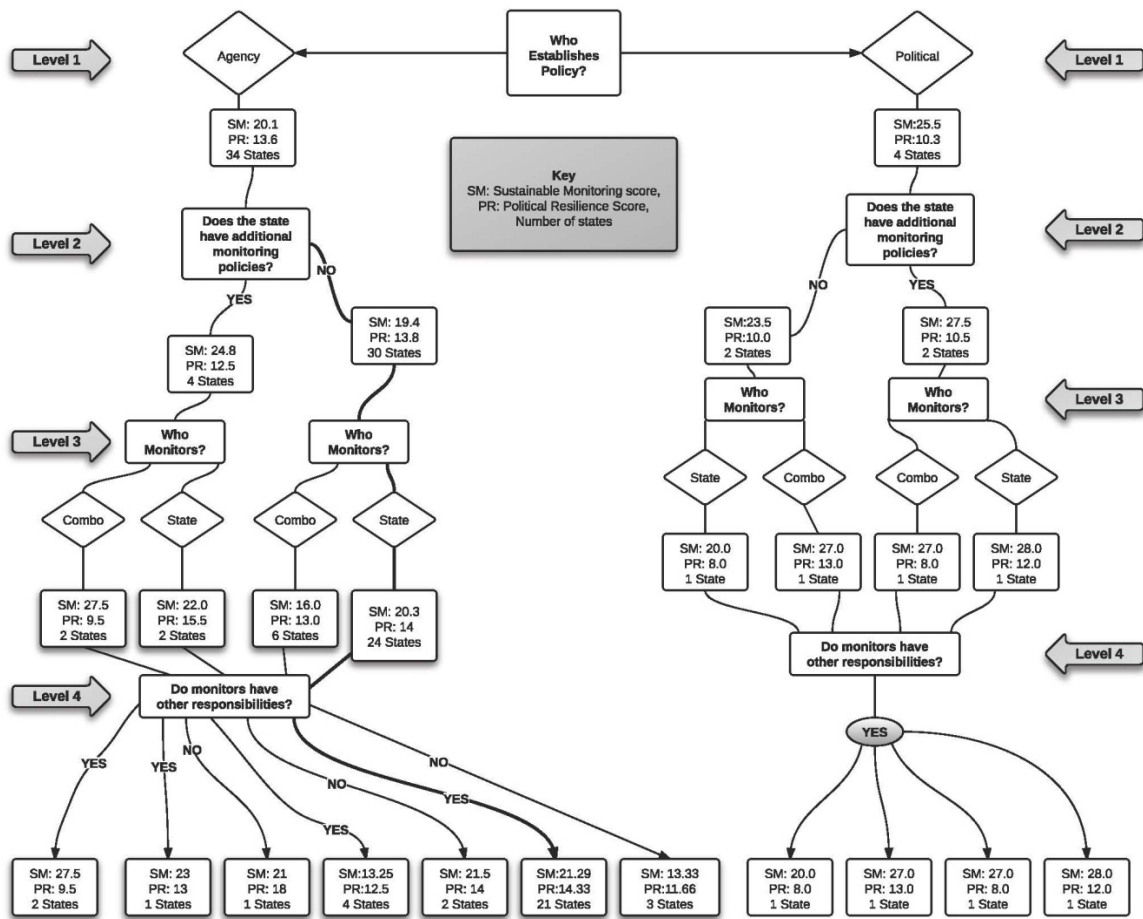 Who
Establishes
Policy?
Level 1
Agency
Political
Level 1
SM: 20.1
PR: 13.6
34 States
SM:25.5
PR:10.3
4 States
Key
SM: Sustainable Monitoring score,
PR: Political Resilience Score,
Number of states
Level 2
Does the state
have additional
monitoring
policies?
Does the state
have additional
monitoring
policies?
Level 2
NO
YES
NO
YES
SM: 24.8
PR: 12.5
4 States
SM: 19.4
PR: 13.8
30 States
SM:23.5
PR:10.0
2 States
SM: 27.5
PR: 10.5
2 States
Level 3
Who
Monitors?
Who
Monitors?
Who
Monitors?
Who
Monitors?
Level 3
Combo
State
Combo
State
State
Combo
Combo
State
SM: 27.5
PR: 9.5
2 States
SM: 22.0
PR: 15.5
2 States
SM: 16.0
PR: 13.0
6 States
SM: 20.3
PR: 14
24 States
SM: 20.0
PR: 8.0
1 State
SM: 27.0
PR: 13.0
1 State
SM: 27.0
PR: 8.0
1 State
SM: 28.0
PR: 12.0
1 State
Level 4
Do monitors have
other responsibilities?
Do monitors have
other responsibilities?
Level 4
YES
YES
NO
YES
NO
YES
NO
YES
SM: 27.5
PR: 9.5
2 States
SM: 23
PR: 13
1 States
SM: 21
PR: 18
1 States
SM:13.25
PR:12.5
4 States
SM: 21.5
PR: 14
2 States
SM:21.29
PR:14.33
21 States
SM: 13.33
PR:11.66
3 States
SM: 20.0
PR: 8.0
1 State
SM: 27.0
PR: 13.0
1 State
SM: 27.0
PR: 8.0
1 State
SM: 28.0
PR: 12.0
1 State